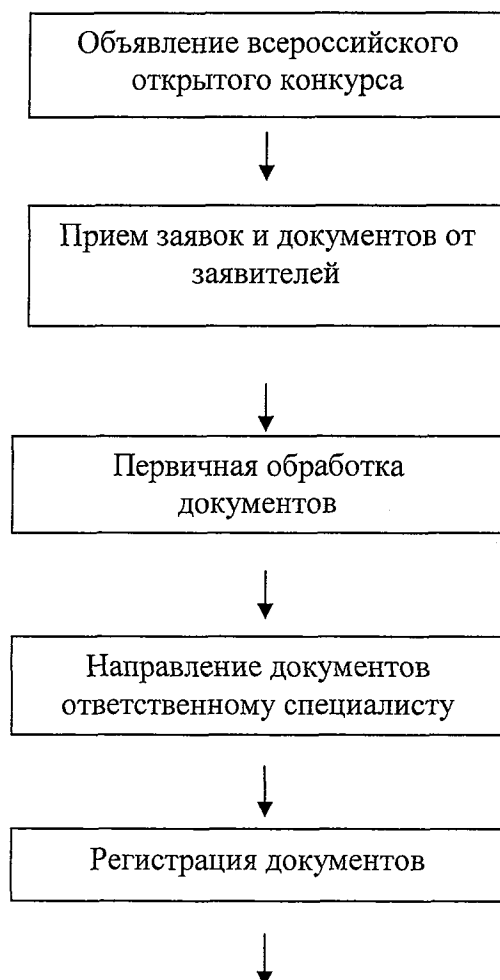 Объявление всероссийского
открытого конкурса
Прием заявок и документов от
заявителей
Первичная обработка
документов
Направление документов
ответственному специалисту
Регистрация документов